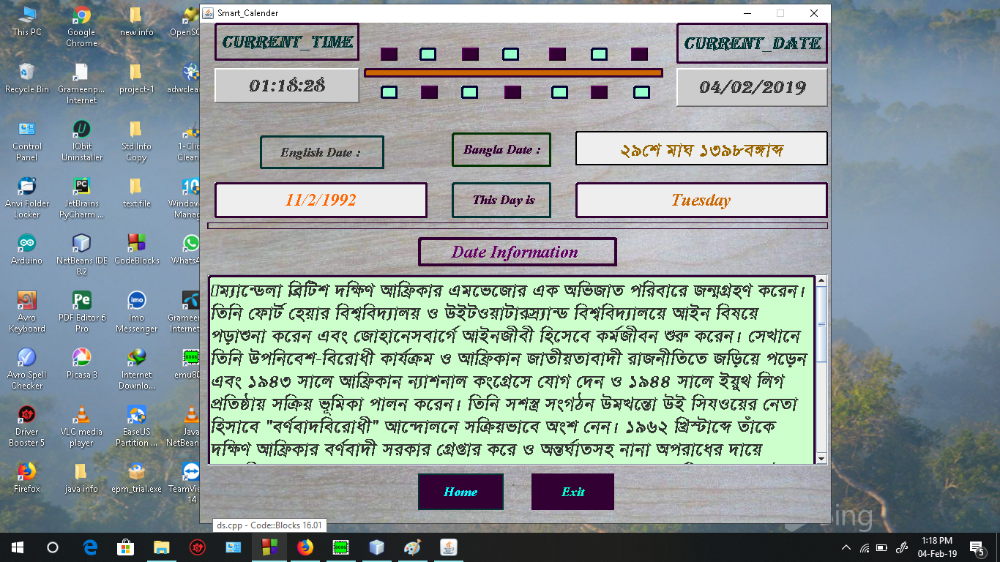 Smart_Calender
CURRENT_TIME
CURRENT_DATE
01:18:28
04/02/2019
English Date :
Bangla Date :
২৯শে মাঘ ১৩৯৮বঙ্গাব্দ
11/2/1992
This Day is
Tuesday
Date Information
ম্যান্ডেলা ব্রিটিশ দক্ষিণ আফ্রিকার এমভেজোর এক অভিজাত পরিবারে জন্মগ্রহণ করেন।
তিনি ফোর্ট হেয়ার বিশ্ববিদ্যালয় ও উইটওয়াটারস্র্যান্ড বিশ্ববিদ্যালয়ে আইন বিষয়ে
পড়াশুনা করেন এবং জোহানেসবার্গে আইনজীবী হিসেবে কর্মজীবন শুরু করেন। সেখানে
তিনি উপনিবেশ-বিরোধী কার্যক্রম ও আফ্রিকান জাতীয়তাবাদী রাজনীতিতে জড়িয়ে পড়েন
এবং ১৯৪৩ সালে আফ্রিকান ন্যাশনাল কংগ্রেসে যোগ দেন ও ১৯৪৪ সালে ইয়ুথ লিগ
প্রতিষ্ঠায় সক্রিয় ভূমিকা পালন করেন। তিনি সশস্ত্র সংগঠন উমখন্তো উই সিযওয়ের নেতা
হিসাবে "বর্ণবাদবিরোধী" আন্দোলনে সক্রিয়ভাবে অংশ নেন। ১৯৬২ খ্রিস্টাব্দে তাঁকে
দক্ষিণ আফ্রিকার বর্ণবাদী সরকার গ্রেপ্তার করে ও অন্তর্ঘাতসহ নানা অপরাধের দায়ে
Home
Exit
This PC
Google
Chrome
new info
OpenSC
Recycle Bin
Grameenp...
Internet
project-1
adwclea
Control
Panel
IObit
Uninstaller
Std Info
Copy
1-Clic
Clean
Anvi Folder
Locker
JetBrains
PyCharm ...
text file
Window
Manag
Arduino
NetBeans IDE
8.2
CodeBlocks
WhatsA
Avro
Keyboard
PDF Editor 6
Pro
Imo
Messenger
Grameer
Internet
Avro Spell
Checker
Picasa 3
Internet
Downlo...
emu80
Driver
Booster 5
VLC media
player
EaseUS
Partition ...
Java
NetBean
Firefox
java info
epm_trial.exe
TeamVie
14
ds.cpp - Code::Blocks 16.01
1:18 PM
04-Feb-19
5